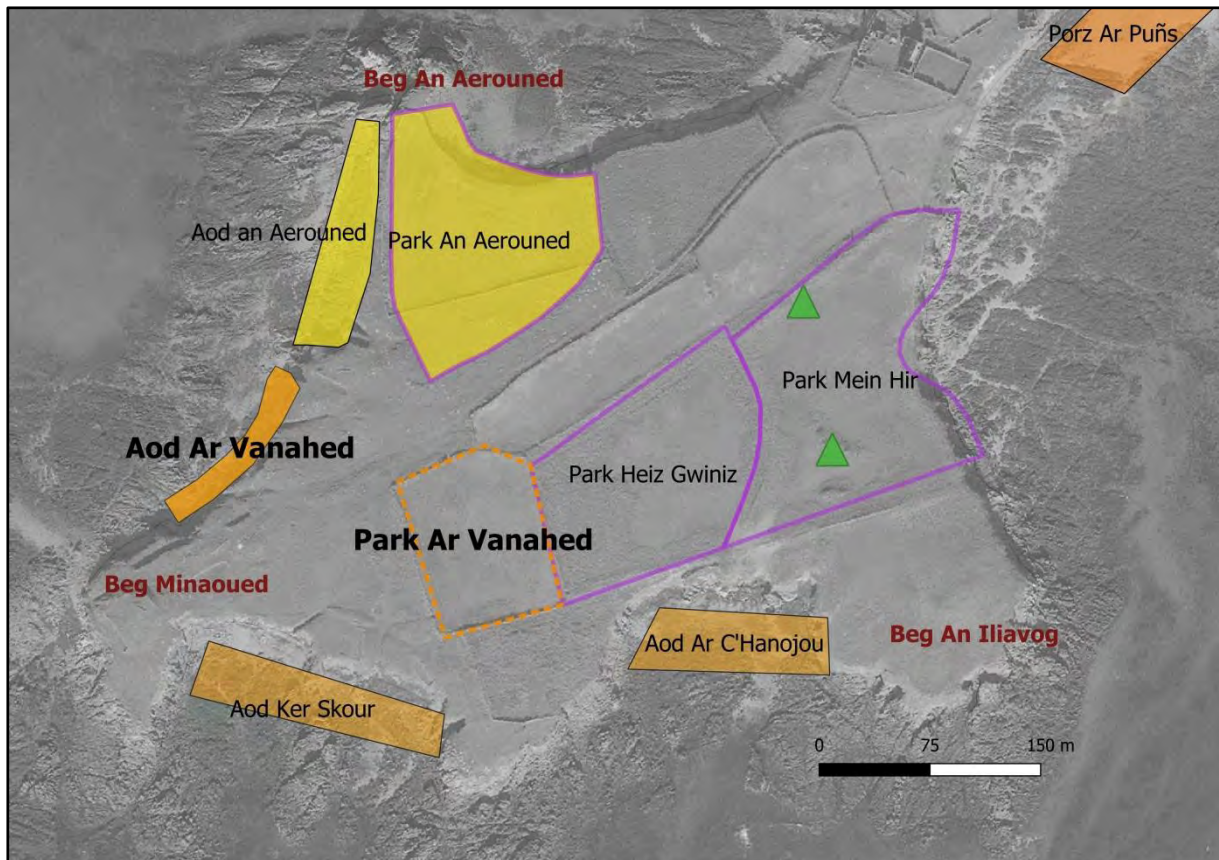 Porz Ar Puñs
Beg An Aerouned
Aod an Aerouned
Park An Aerouned
Park Mein Hir
Aod Ar Vanahed
Park Heiz Gwiniz
Park Ar Vanahed
Beg Minaoued
Beg An Iliavog
Aod Ar C'Hanojou
Aod Ker Skour
0 75 150 m